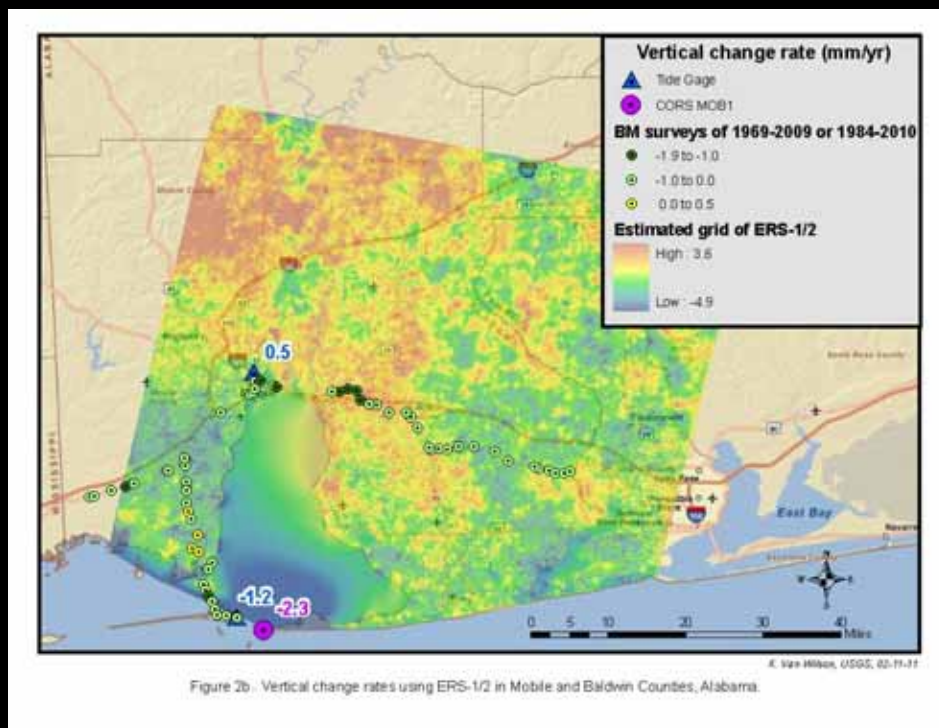 Vertical change rate (mm/yr)
Tide Gage
CORS MOB1
BM surveys of 1969-2009 or 1984-2010
-1.9 to -1.0
-1.0 to 0.0
0.0 to 0.5
Estimated grid of ERS-1/2
High : 3.6
Low : -4.9
0.5
-1.2
-2.3
MISSISSIPPI
East Bay
N
W
E
S
0 5 10 20 30 40
Miles
K. Van Wilson, USGS, 02-11-11
Figure 2b. Vertical change rates using ERS-1/2 in Mobile and Baldwin Counties, Alabama.